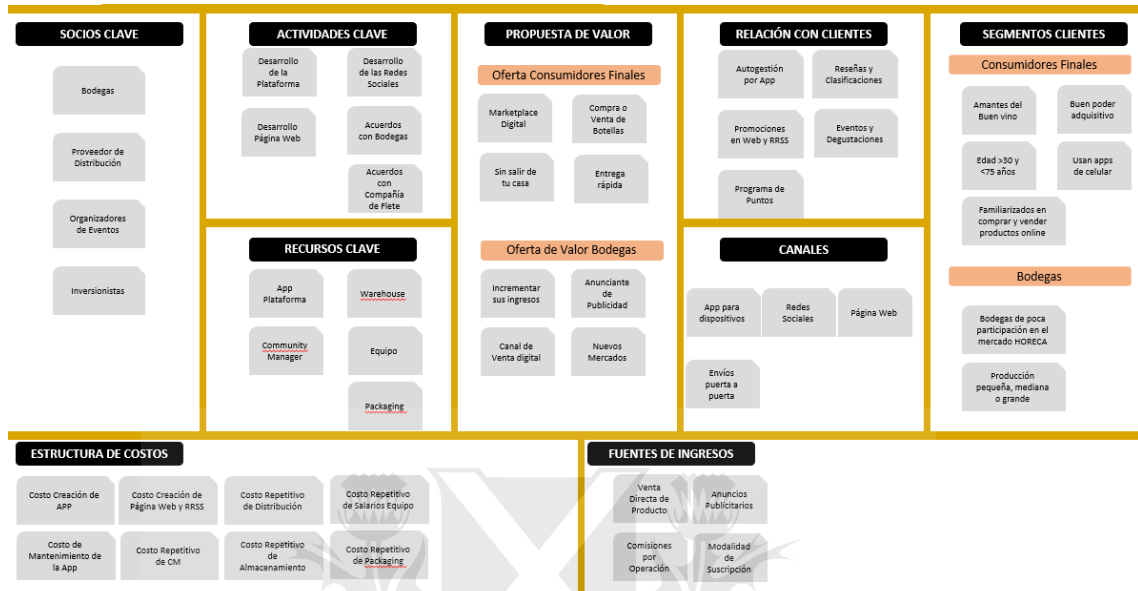 SOCIOS CLAVE
Bodegas
Proveedor de
Distribución
Organizadores
de Eventos
Inversionistas
ACTIVIDADES CLAVE
Desarrollo
de la
Plataforma
Desarrollo
de las Redes
Sociales
Desarrollo
Página Web
Acuerdos
con Bodegas
Acuerdos
con
Compañía
de Flete
RECURSOS CLAVE
App
Plataforma
Warehouse
Community
Manager
Equipo
Packaging
PROPUESTA DE VALOR
Oferta Consumidores Finales
Marketplace
Digital
Compra o
Venta de
Botellas
Sin salir de
tu casa
Entrega
rápida
Oferta de Valor Bodegas
Incrementar
sus ingresos
Anunciante
de
Publicidad
Canal de
Venta digital
Nuevos
Mercados
RELACIÓN CON CLIENTES
Autogestión
por App
Reseñas y
Clasificaciones
Promociones
en Web y RRSS
Eventos y
Degustaciones
Programa de
Puntos
CANALES
App para
dispositivos
Redes
Sociales
Página Web
Envíos
puerta a
puerta
SEGMENTOS CLIENTES
Consumidores Finales
Amantes del
Buen vino
Buen poder
adquisitivo
Edad >30 y
<75 años
Usan apps
de celular
Familiarizados en
comprar y vender
productos online
Bodegas
Bodegas de poca
participación en el
mercado HORECA
Producción
pequeña, mediana
o grande
ESTRUCTURA DE COSTOS
Costo Creación de
APP
Costo Creación de
Página Web y RRSS
Costo Repetitivo
de Distribución
Costo Repetitivo
de Salarios Equipo
Costo de
Mantenimiento de
la App
Costo Repetitivo
de CM
Costo Repetitivo
de
Almacenamiento
Costo Repetitivo
de Packaging
FUENTES DE INGRESOS
Venta
Directa de
Producto
Anuncios
Publicitarios
Comisiones
por
Operación
Modalidad
de
Suscripción